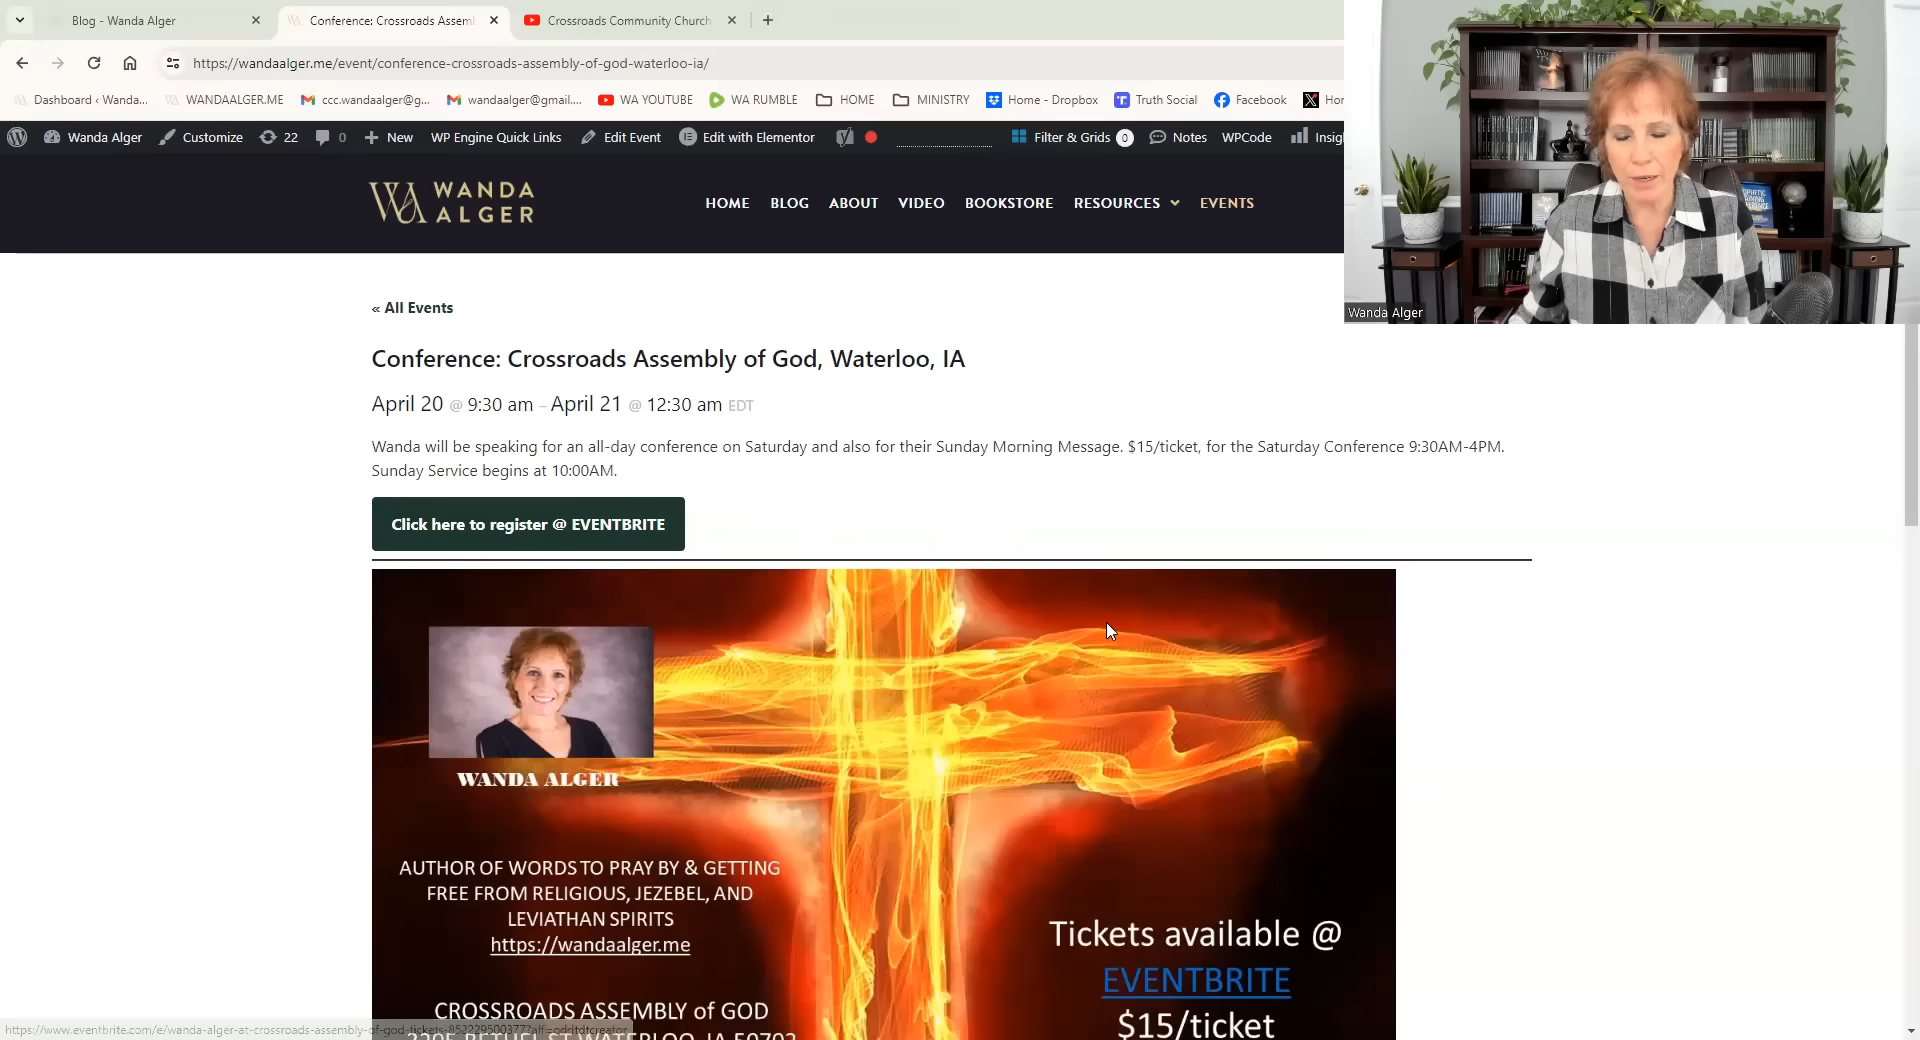 Blog - Wanda Alger
Conference: Crossroads Assemb
Crossroads Community Church
https://wandaalger.me/event/conference-crossroads-assembly-of-god-waterloo-ia/
Dashboard ‹ Wanda...
WANDAALGER.ME
ccc.wandaalger@g...
wandaalger@gmail....
WA YOUTUBE
WA RUMBLE
HOME
MINISTRY
Home - Dropbox
Truth Social
Facebook
Hor
Wanda Alger
Customize
22
0
New
WP Engine Quick Links
Edit Event
Edit with Elementor
Filter & Grids 0
Notes
WPCode
Insig
WANDA
ALGER
HOME
BLOG
ABOUT
VIDEO
BOOKSTORE
RESOURCES
EVENTS
Wanda Alger
« All Events
Conference: Crossroads Assembly of God, Waterloo, IA
April 20 @ 9:30 am – April 21 @ 12:30 am EDT
Wanda will be speaking for an all-day conference on Saturday and also for their Sunday Morning Message. $15/ticket, for the Saturday Conference 9:30AM-4PM.
Sunday Service begins at 10:00AM.
Click here to register @ EVENTBRITE
WANDA ALGER
AUTHOR OF WORDS TO PRAY BY & GETTING
FREE FROM RELIGIOUS, JEZEBEL, AND
LEVIATHAN SPIRITS
https://wandaalger.me
Tickets available @
EVENTBRITE
$15/ticket
CROSSROADS ASSEMBLY of GOD
BETHEL ST WATERLOO, IA